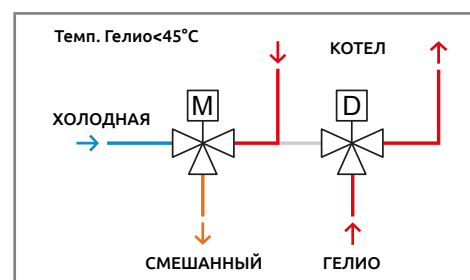 Темп. Гелио<45°C
КОТЕЛ
M
D
ХОЛОДНАЯ
СМЕШАННЫЙ
ГЕЛИО